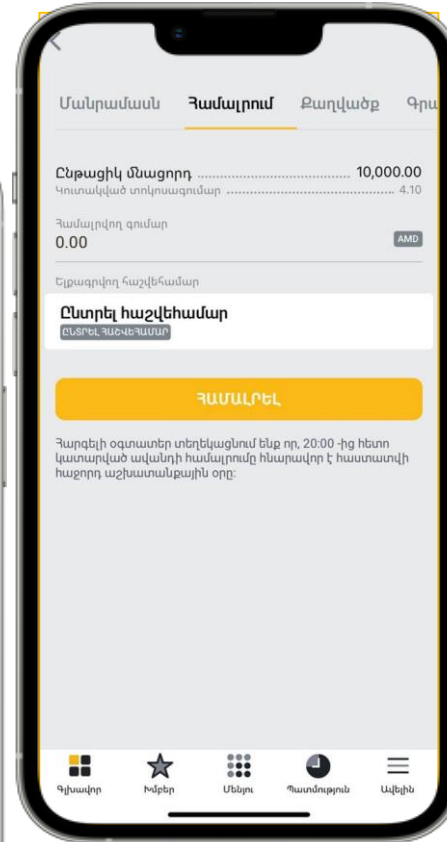 Մանրամասն Համալրում Քաղվածք
Ընթացիկ մնացորդ ........................................ 10,000.00
Կուտակված տոկոսագումար ........................................ 4.10
Համալրվող գումար
0.00 AMD
Ելքագրվող հաշվեհամար
Ընտրել հաշվեհամար
ԸՆՏՐԵԼ ՀԱՇՎԵՀԱՄԱՐ
ՀԱՄԱԼՐԵԼ
Հարգելի օգտատեր տեղեկացնում ենք որ, 20:00 -ից հետո
կատարված ավանդի համալրումը հնարավոր է հաստատվի
հաջորդ աշխատանքային օրը:
Գլխավոր Խմբեր Մենյու Պատմություն Ավելին